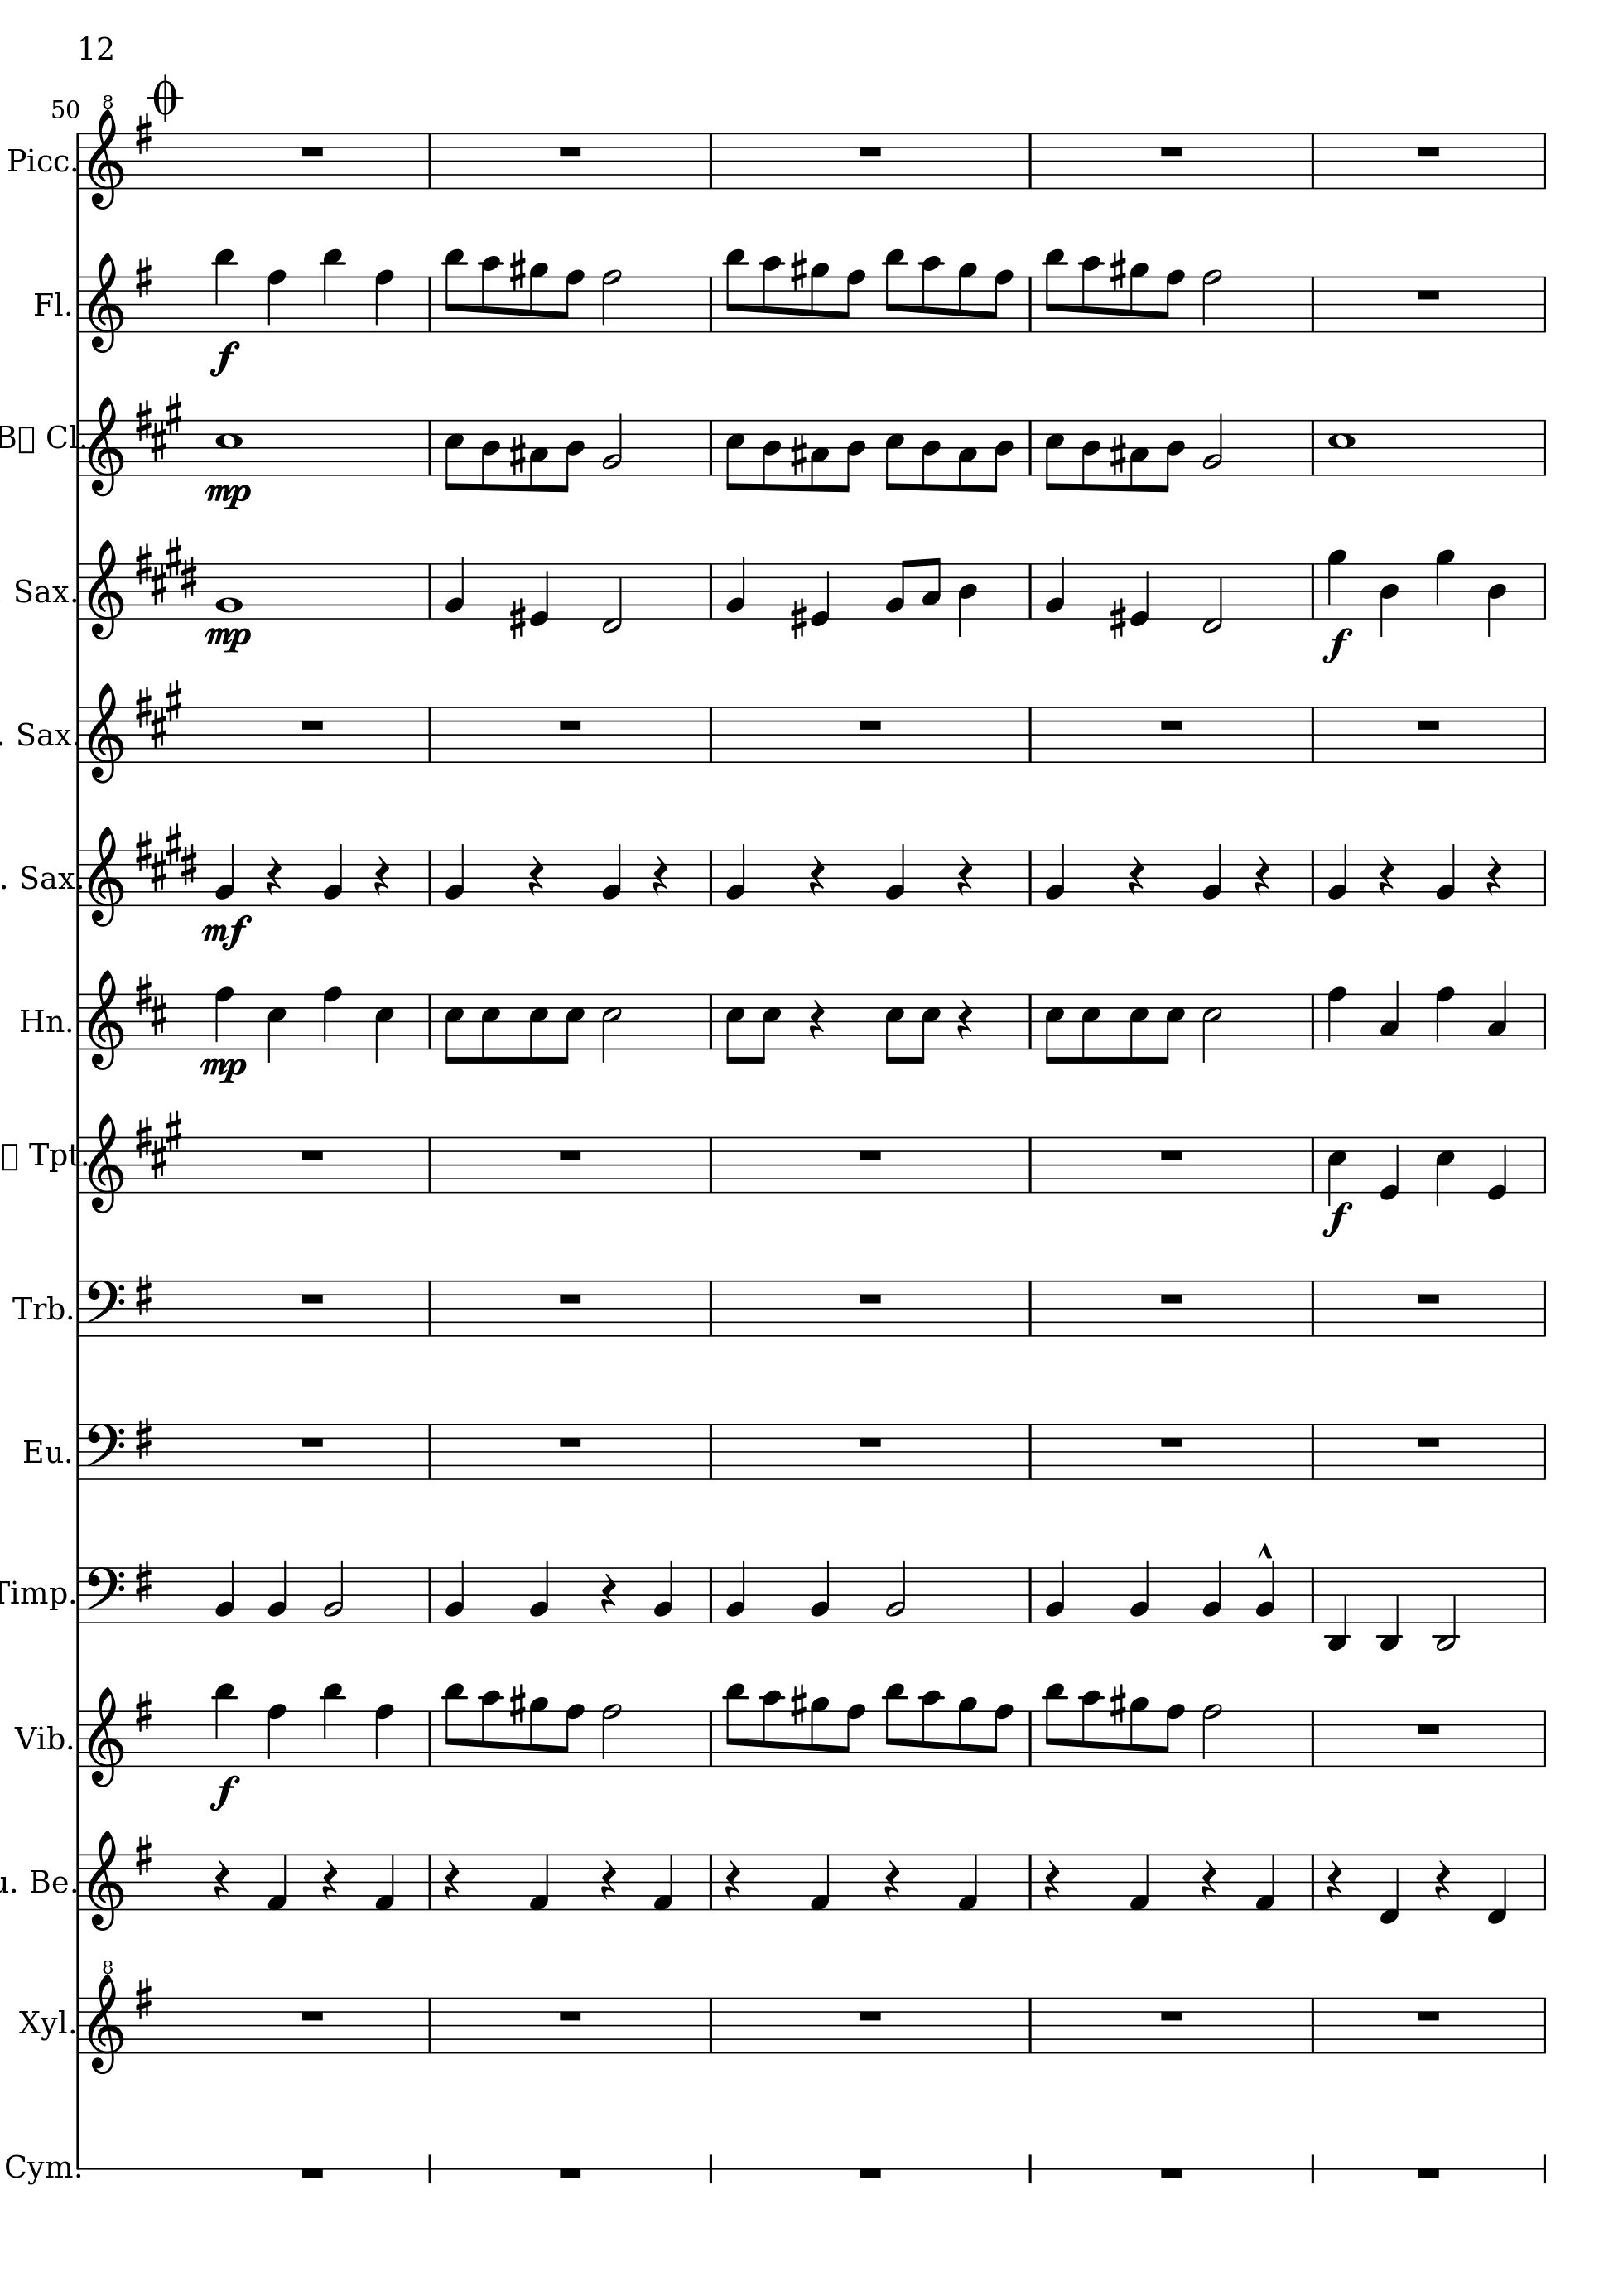 12
50
8
Picc.
Fl.
f
B Cl.
mp
Sax.
mp
f
. Sax.
. Sax.
mf
Hn.
mp
Tpt.
f
Trb.
Eu.
Timp.
Vib.
f
u. Be.
8
Xyl.
Cym.